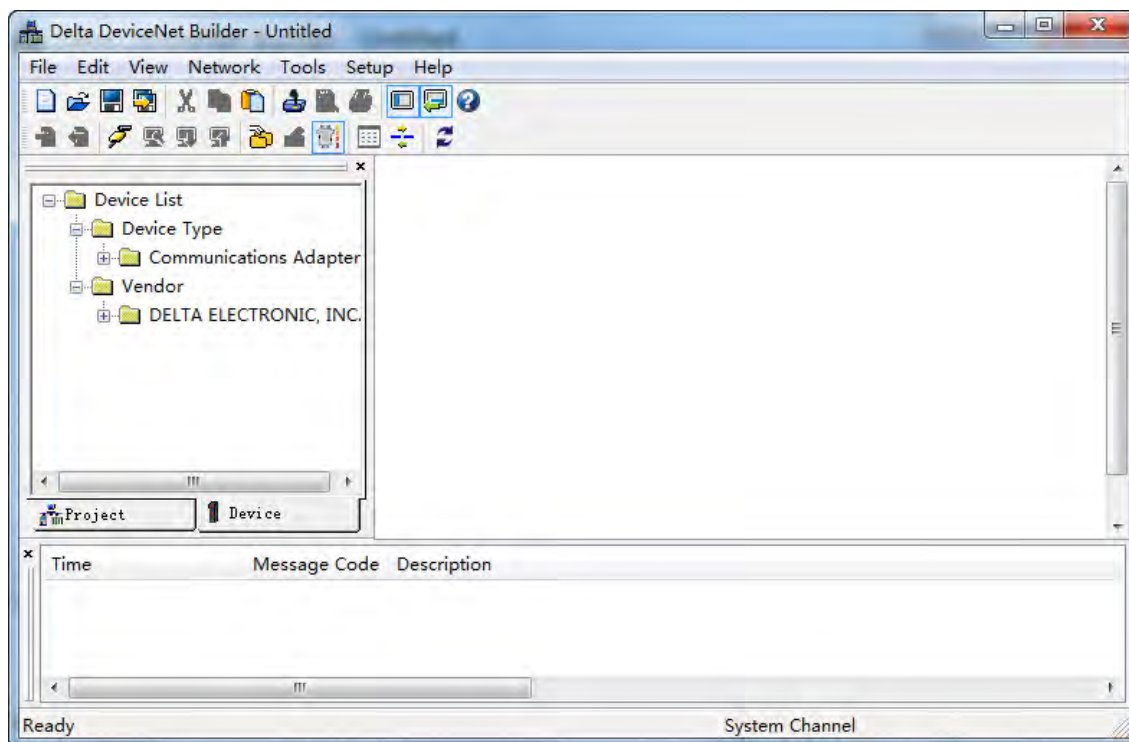 Delta DeviceNet Builder - Untitled
File Edit View Network Tools Setup Help
Device List
Device Type
Communications Adapter
Vendor
DELTA ELECTRONIC, INC.
Project Device
Time Message Code Description
Ready System Channel